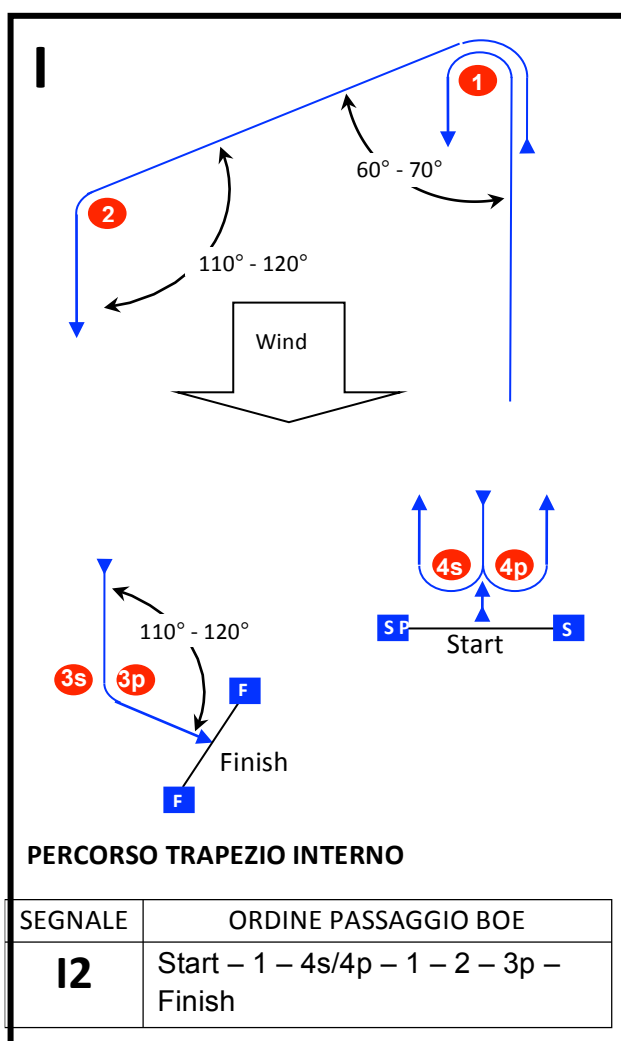 I
1
60° - 70°
2
110° - 120°
Wind
4s 4p
S P S
Start
110° - 120°
3s 3p
F
Finish
F
PERCORSO TRAPEZIO INTERNO
SEGNALE ORDINE PASSAGGIO BOE
I2 Start – 1 – 4s/4p – 1 – 2 – 3p –
Finish